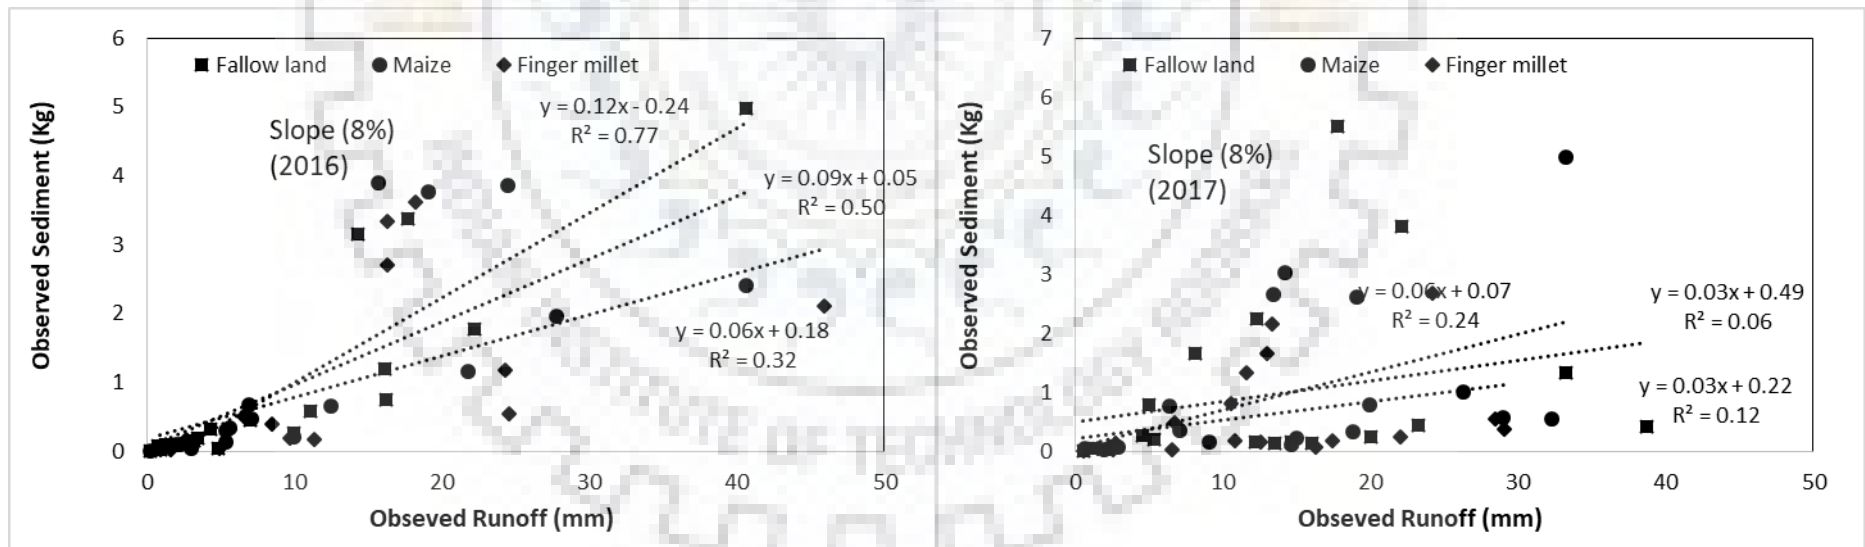 6
5
4
3
2
1
0
Observed Sediment (Kg)
Fallow land Maize Finger millet
Slope (8%)
(2016)
y = 0.12x - 0.24
R² = 0.77
y = 0.09x + 0.05
R² = 0.50
y = 0.06x + 0.18
R² = 0.32
0 10 20 30 40 50
Obseved Runoff (mm)
7
6
5
4
3
2
1
0
Observed Sediment (Kg)
Fallow land Maize Finger millet
Slope (8%)
(2017)
y = 0.06x + 0.07
R² = 0.24
y = 0.03x + 0.49
R² = 0.06
y = 0.03x + 0.22
R² = 0.12
0 10 20 30 40 50
Obseved Runoff (mm)